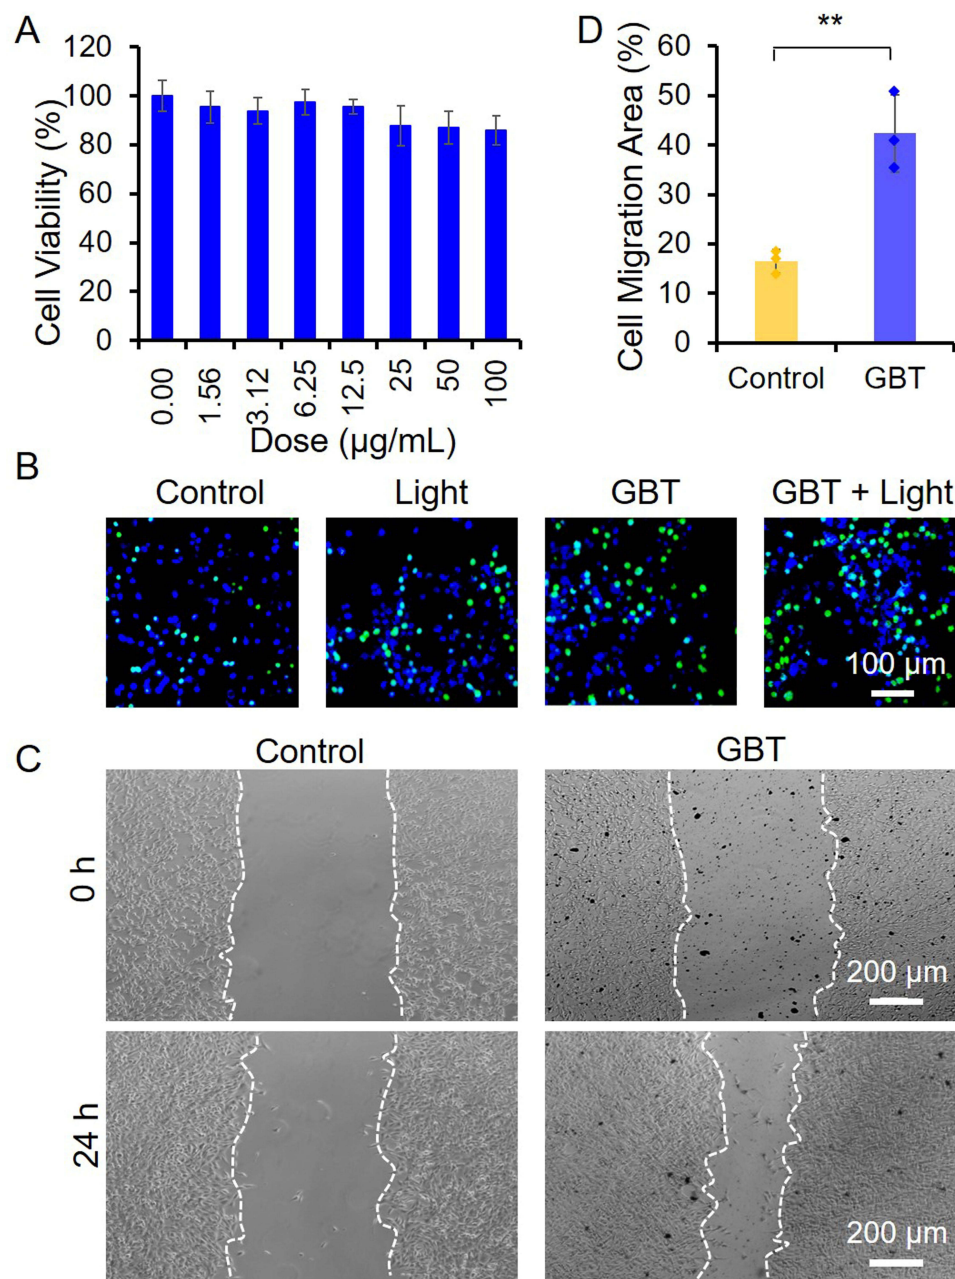 A
Cell Viability (%)
120
100
80
60
40
20
0
0.00
1.56
3.12
6.25
12.5
25
50
100
Dose (µg/mL)
D
Cell Migration Area (%)
60
50
40
30
20
10
0
**
Control
GBT
B
Control
Light
GBT
GBT + Light
100 µm
C
Control
GBT
0 h
200 µm
24 h
200 µm